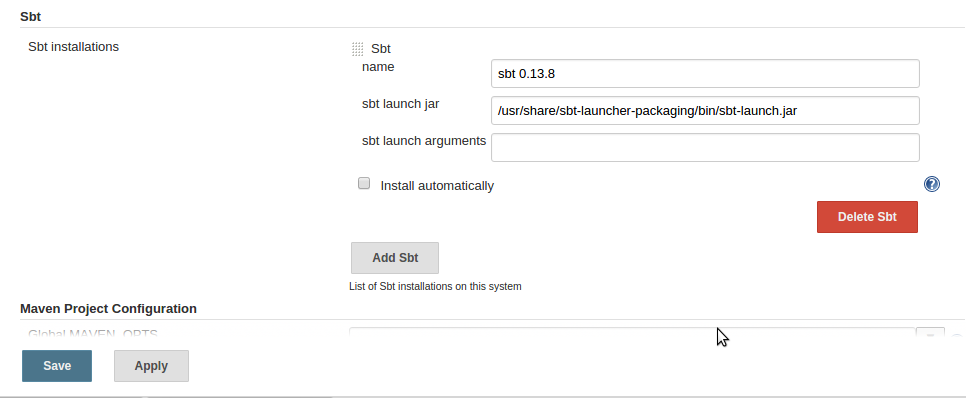 Sbt
Sbt installations
Sbt
name
sbt 0.13.8
sbt launch jar
/usr/share/sbt-launcher-packaging/bin/sbt-launch.jar
sbt launch arguments
Install automatically
?
Delete Sbt
Add Sbt
List of Sbt installations on this system
Maven Project Configuration
Global MAVEN_OPTS
Save
Apply